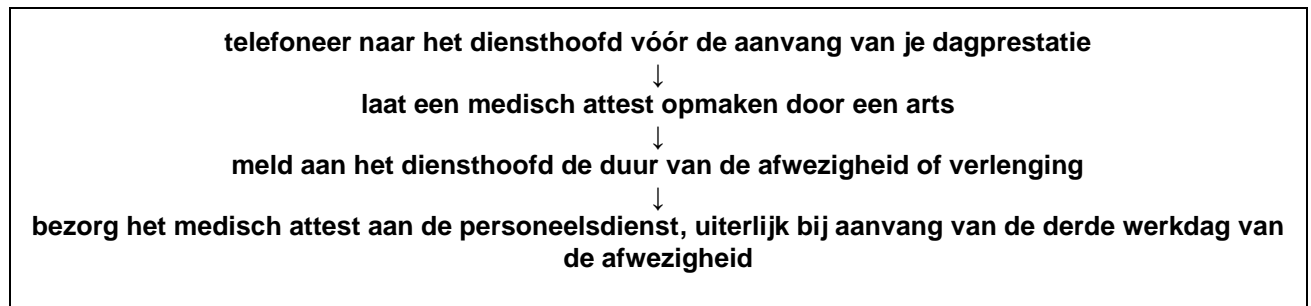 telefoneer naar het diensthoofd vóór de aanvang van je dagprestatie
↓
laat een medisch attest opmaken door een arts
↓
meld aan het diensthoofd de duur van de afwezigheid of verlenging
↓
bezorg het medisch attest aan de personeelsdienst, uiterlijk bij aanvang van de derde werkdag van
de afwezigheid